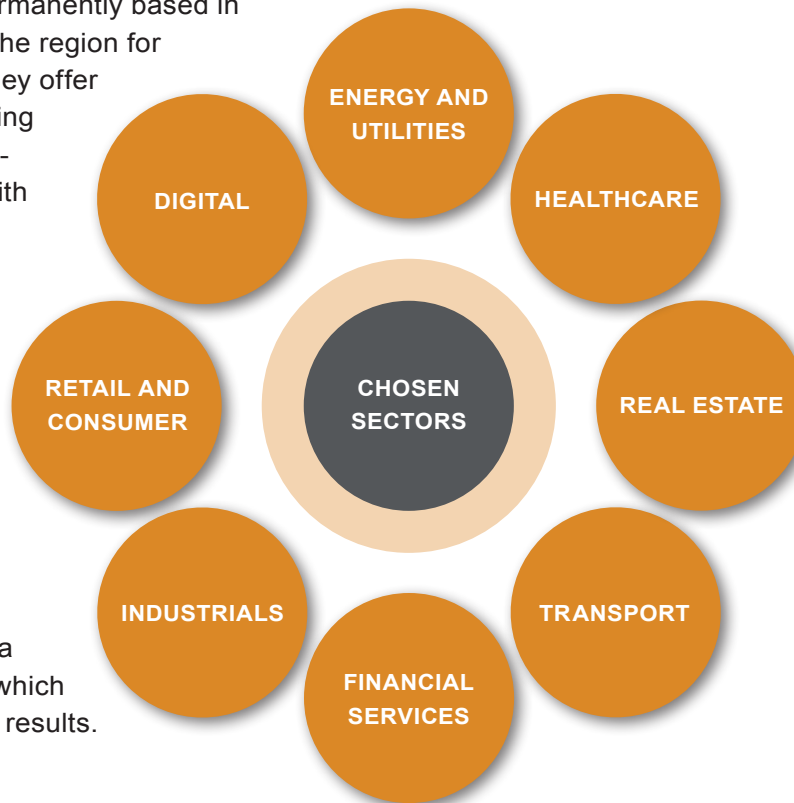 rmanently based in
he region for
ey offer
ing
-
ith
a
which
results.
ENERGY AND
UTILITIES
HEALTHCARE
REAL ESTATE
TRANSPORT
FINANCIAL
SERVICES
INDUSTRIALS
RETAIL AND
CONSUMER
DIGITAL
CHOSEN
SECTORS